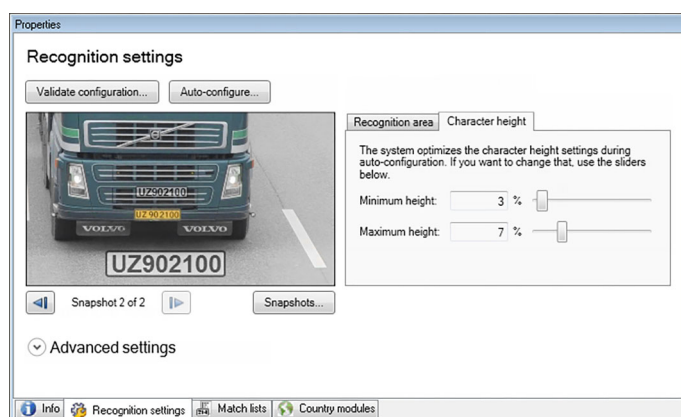 Properties
Recognition settings
Validate configuration...
Auto-configure...
UZ902100
UZ902100
VOLVO VOLVO
UZ902100
Snapshot 2 of 2
Snapshots...
Recognition area
Character height
The system optimizes the character height settings during
auto-configuration. If you want to change that, use the sliders
below.
Minimum height: 3 %
Maximum height: 7 %
Advanced settings
Info
Recognition settings
Match lists
Country modules